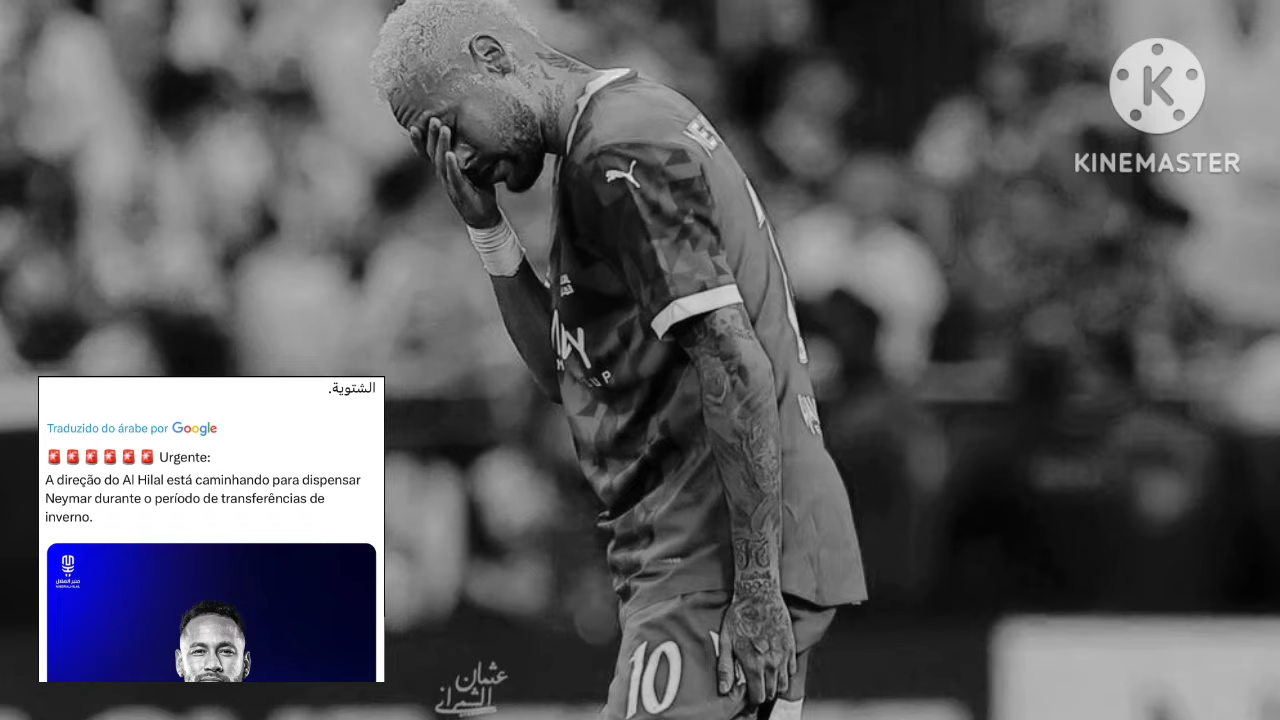 KINEMASTER
الشتوية.
Traduzido do árabe por Google
🚨🚨🚨🚨🚨🚨 Urgente:
A direção do Al Hilal está caminhando para dispensar
Neymar durante o período de transferências de
inverno.
10
عثمان